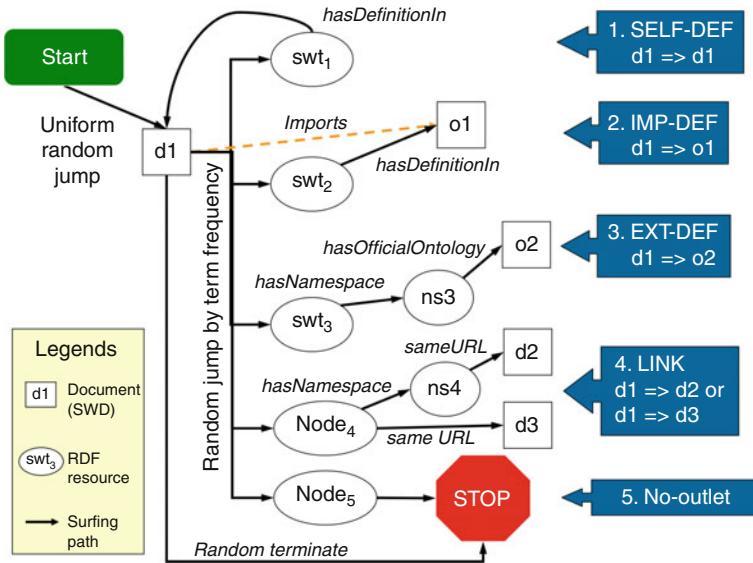 hasDefinitionIn
Start
swt1
1. SELF-DEF
d1 => d1
Uniform
random
jump
d1
Imports
o1
2. IMP-DEF
d1 => o1
swt2
hasDefinitionIn
Random jump by term frequency
hasOfficialOntology
o2
3. EXT-DEF
d1 => o2
hasNamespace
ns3
swt3
Legends
d1
Document
(SWD)
swt3
RDF
resource
Surfing
path
sameURL
d2
hasNamespace
ns4
4. LINK
d1 => d2 or
d1 => d3
Node4
same URL
d3
Node5
STOP
5. No-outlet
Random terminate